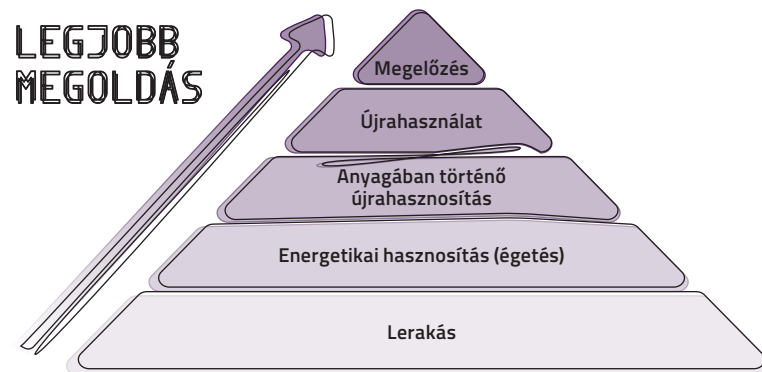 LEGJOBB
MEGOLDÁS
Megelőzés
Újrahasználat
Anyagában történő
újrahasznosítás
Energetikai hasznosítás (égetés)
Lerakás